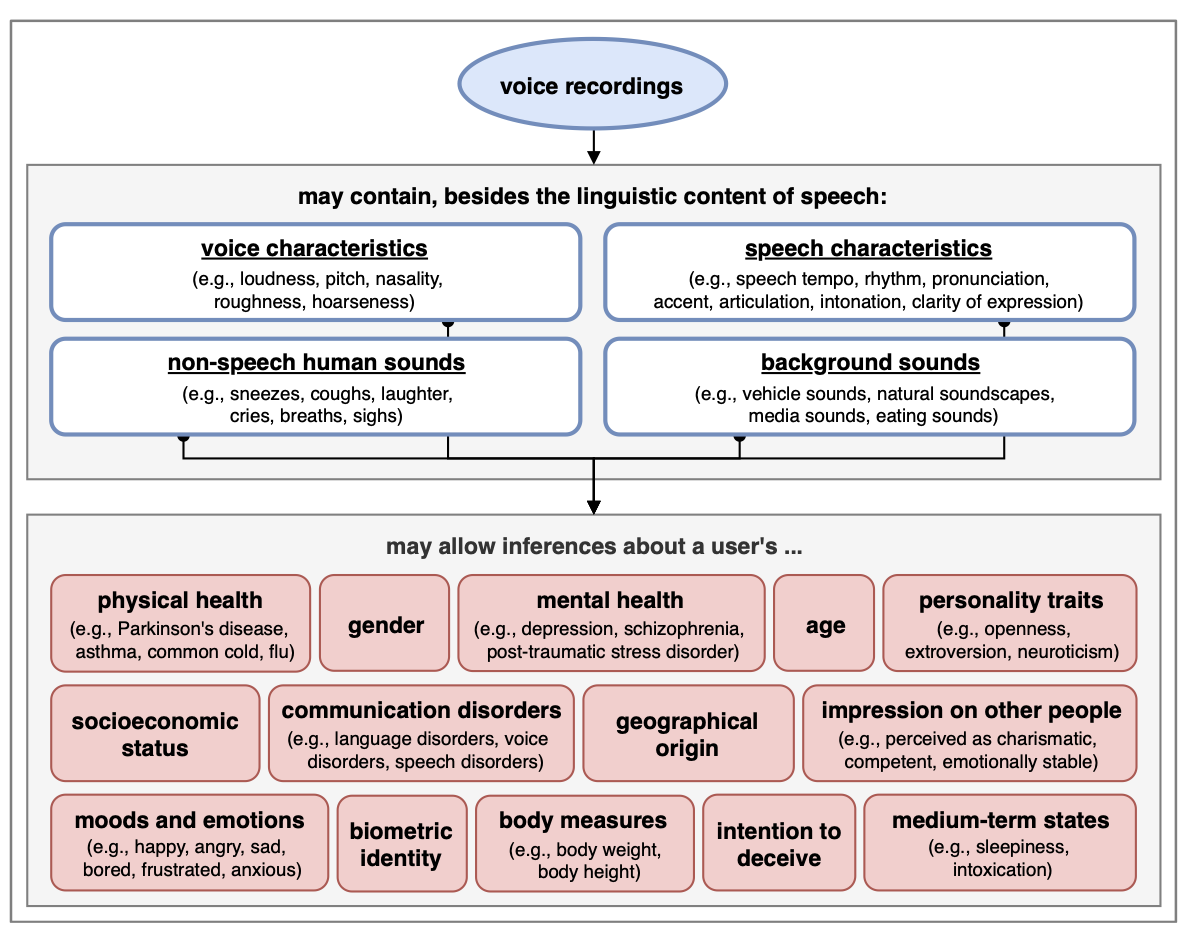 voice recordings
may contain, besides the linguistic content of speech:
voice characteristics
(e.g., loudness, pitch, nasality,
roughness, hoarseness)
speech characteristics
(e.g., speech tempo, rhythm, pronunciation,
accent, articulation, intonation, clarity of expression)
non-speech human sounds
(e.g., sneezes, coughs, laughter,
cries, breaths, sighs)
background sounds
(e.g., vehicle sounds, natural soundscapes,
media sounds, eating sounds)
may allow inferences about a user's ...
physical health
(e.g., Parkinson's disease,
asthma, common cold, flu)
gender
mental health
(e.g., depression, schizophrenia,
post-traumatic stress disorder)
age
personality traits
(e.g., openness,
extroversion, neuroticism)
socioeconomic
status
communication disorders
(e.g., language disorders, voice
disorders, speech disorders)
geographical
origin
impression on other people
(e.g., perceived as charismatic,
competent, emotionally stable)
moods and emotions
(e.g., happy, angry, sad,
bored, frustrated, anxious)
biometric
identity
body measures
(e.g., body weight,
body height)
intention to
deceive
medium-term states
(e.g., sleepiness,
intoxication)